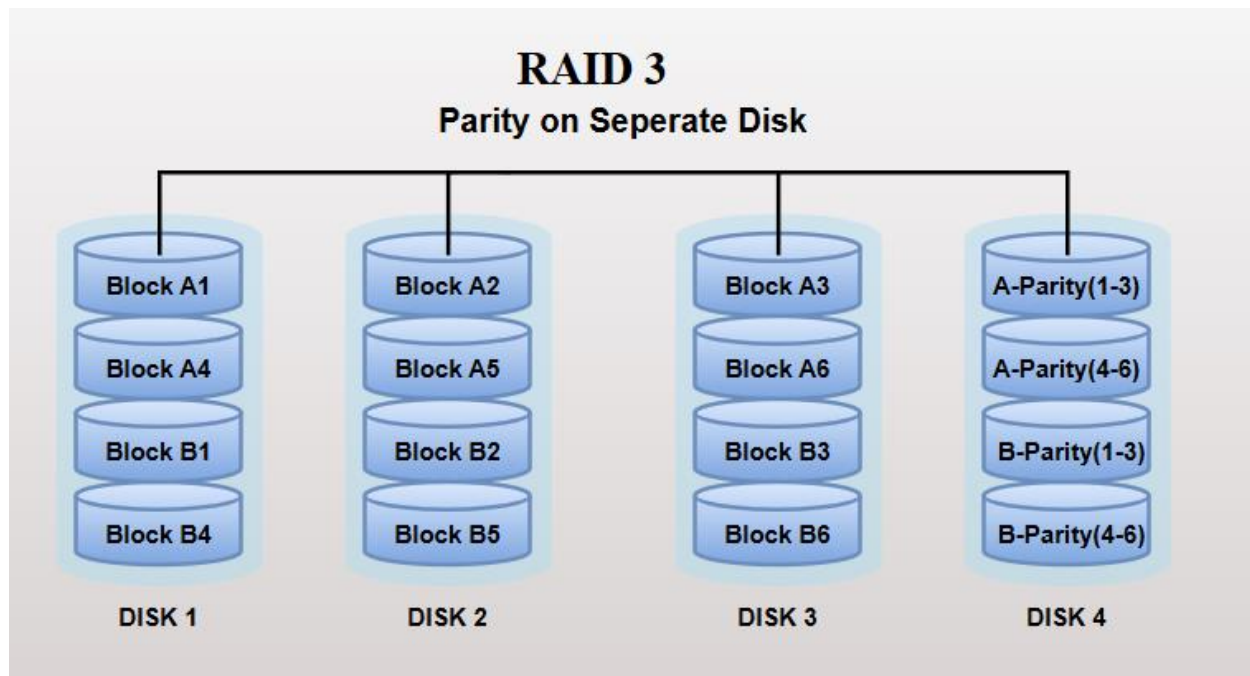 RAID 3
Parity on Seperate Disk
Block A1 Block A2 Block A3 A-Parity(1-3)
Block A4 Block A5 Block A6 A-Parity(4-6)
Block B1 Block B2 Block B3 B-Parity(1-3)
Block B4 Block B5 Block B6 B-Parity(4-6)
DISK 1 DISK 2 DISK 3 DISK 4